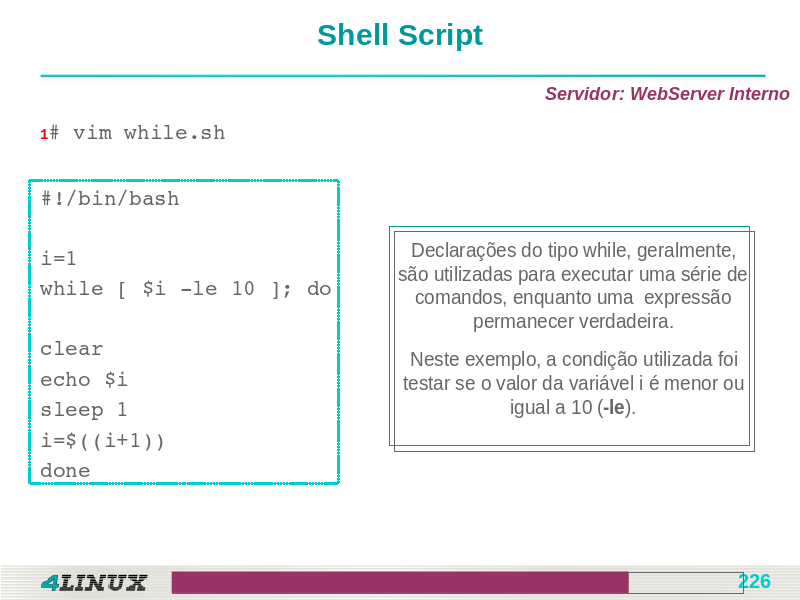 Shell Script
Servidor: WebServer Interno
1# vim while.sh
#!/bin/bash
i=1
while [ $i –le 10 ]; do
clear
echo $i
sleep 1
i=$((i+1))
done
Declarações do tipo while, geralmente,
são utilizadas para executar uma série de
comandos, enquanto uma  expressão
permanecer verdadeira.
Neste exemplo, a condição utilizada foi
testar se o valor da variável i é menor ou
igual a 10 (-le).
4LINUX
226